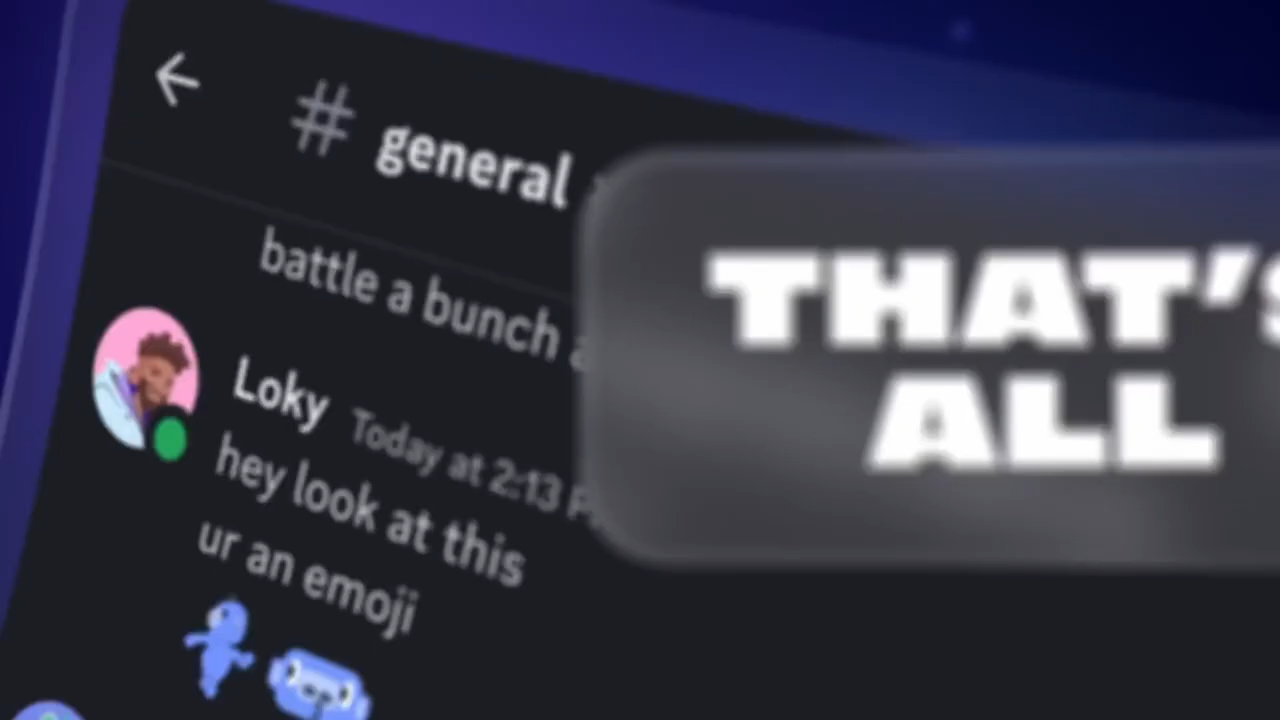 # general
battle a bunch
Loky Today at 2:13
hey look at this
ur an emoji
THAT'S
ALL